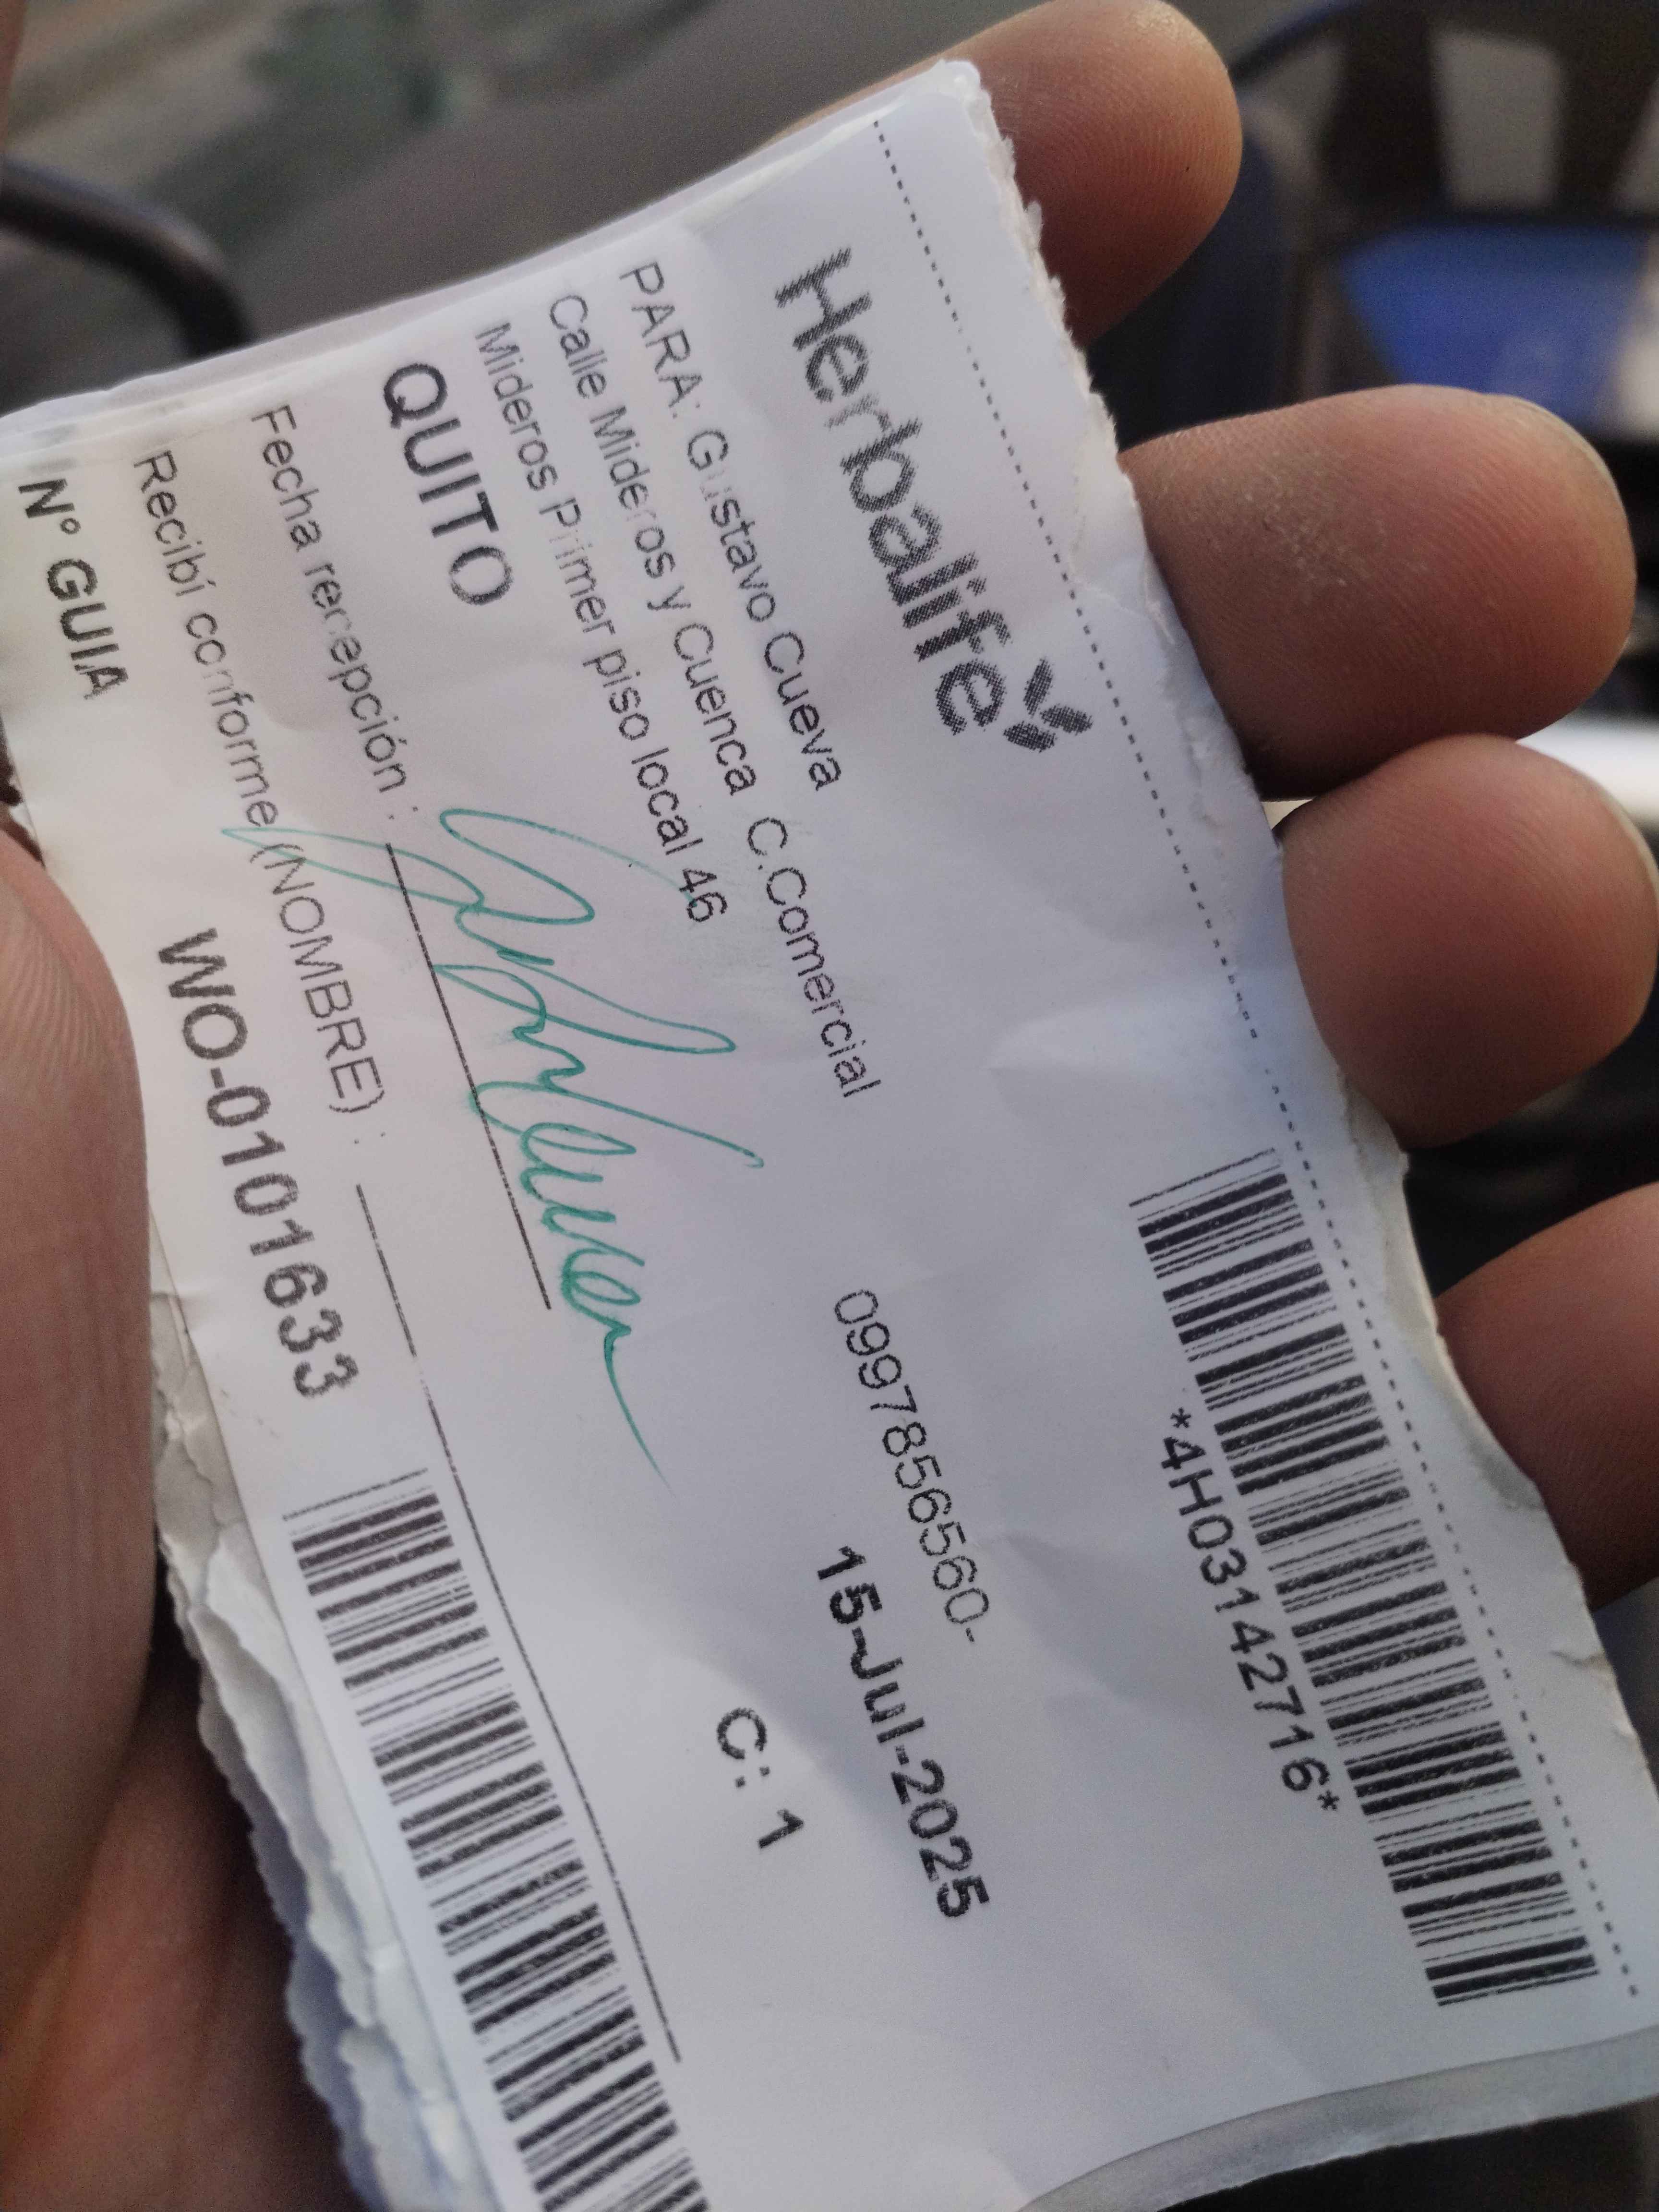 Herbalife
*4H03142716*
PARA: Gustavo Cueva
0997856560-
Calle Mideros y Cuenca C.Comercial
Mideros Primer piso local 46
15-Jul-2025
QUITO
C: 1
Fecha recepción :
Recibí conforme (NOMBRE) :
N° GUIA WO-0101633